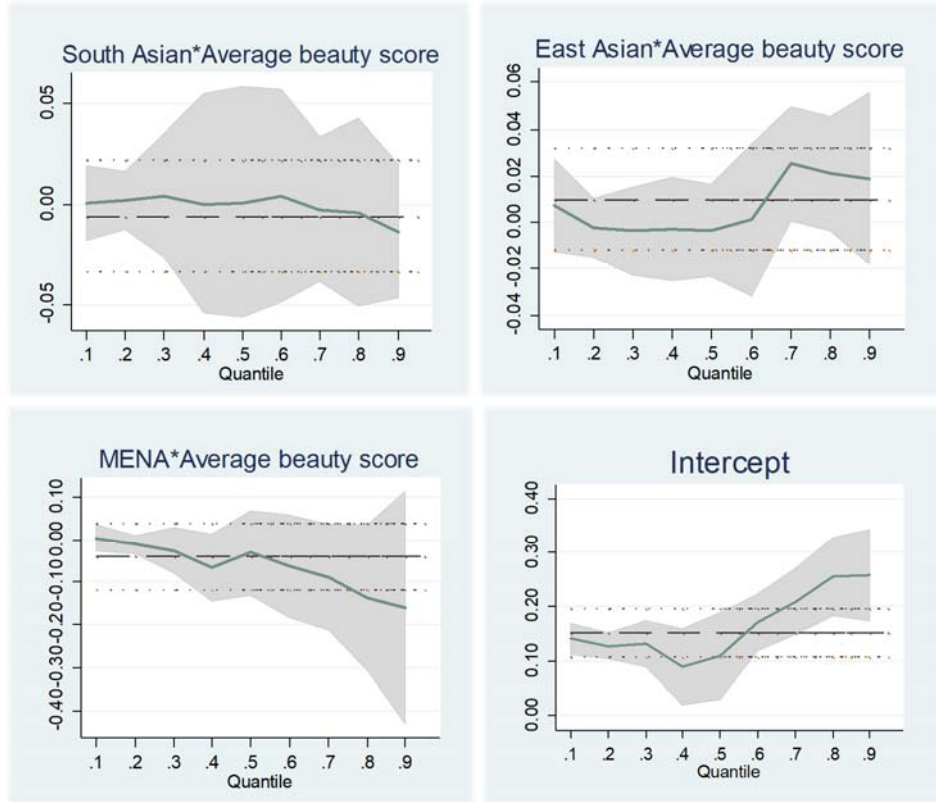 South Asian*Average beauty score
0.05
0.00
-0.05
.1 .2 .3 .4 .5 .6 .7 .8 .9
Quantile
East Asian*Average beauty score
0.06
0.04
0.02
0.00
-0.02
-0.04
.1 .2 .3 .4 .5 .6 .7 .8 .9
Quantile
MENA*Average beauty score
0.10
0.00
-0.10
-0.20
-0.30
-0.40
.1 .2 .3 .4 .5 .6 .7 .8 .9
Quantile
Intercept
0.40
0.30
0.20
0.10
0.00
.1 .2 .3 .4 .5 .6 .7 .8 .9
Quantile